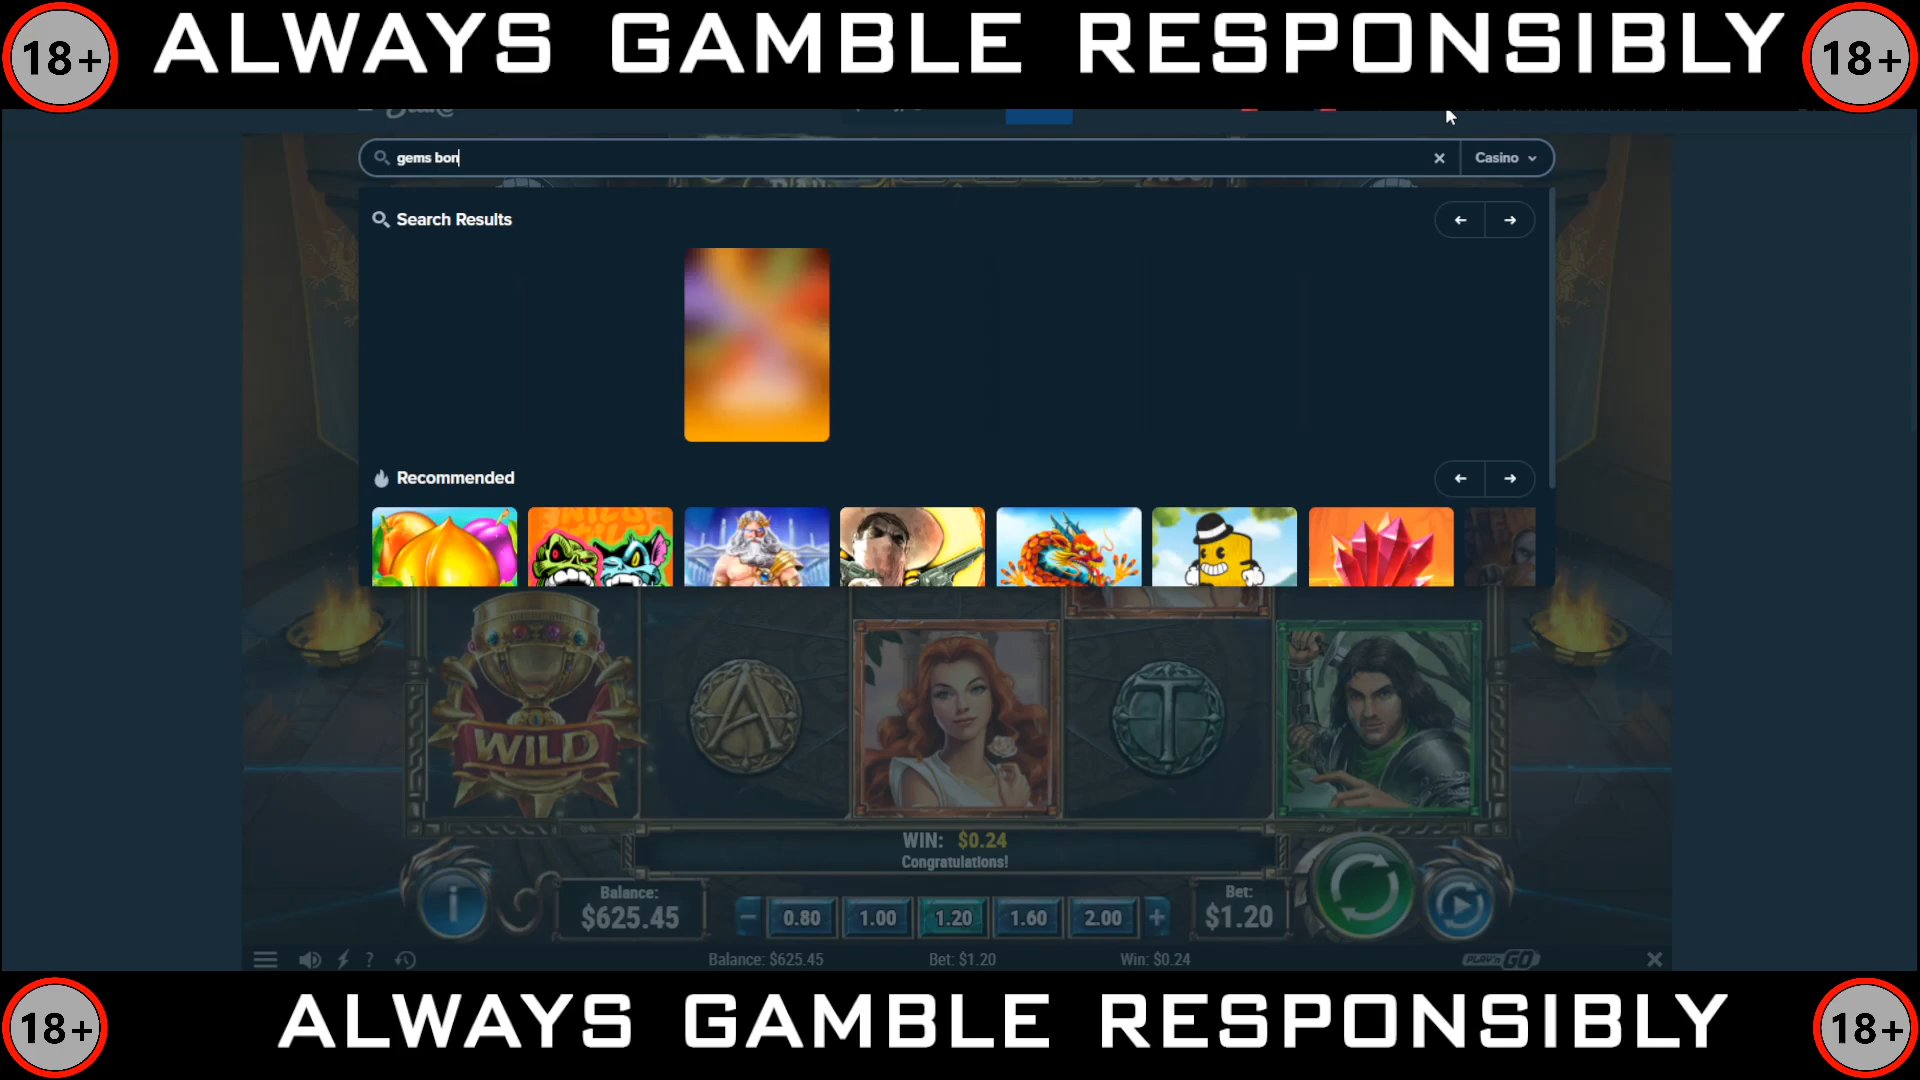 18+ ALWAYS GAMBLE RESPONSIBLY 18+
gems bon
Casino
Search Results
Recommended
WILD
A
T
WIN: $0.24
Congratulations!
Balance:
$625.45
0.80 1.00 1.20 1.60 2.00
Bet:
$1.20
Balance: $625.45 Bet: $1.20 Win: $0.24 PLAY'n GO
18+ ALWAYS GAMBLE RESPONSIBLY 18+